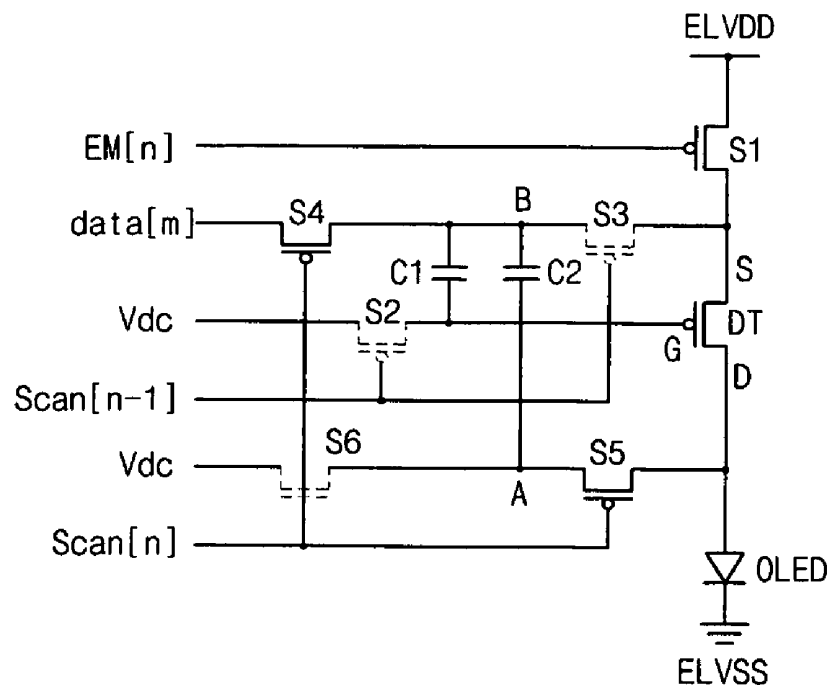 ELVDD
EM[n]
S1
data[m]
S4
B
S3
C1
C2
S
Vdc
S2
G
DT
D
Scan[n-1]
S6
S5
Vdc
A
Scan[n]
OLED
ELVSS